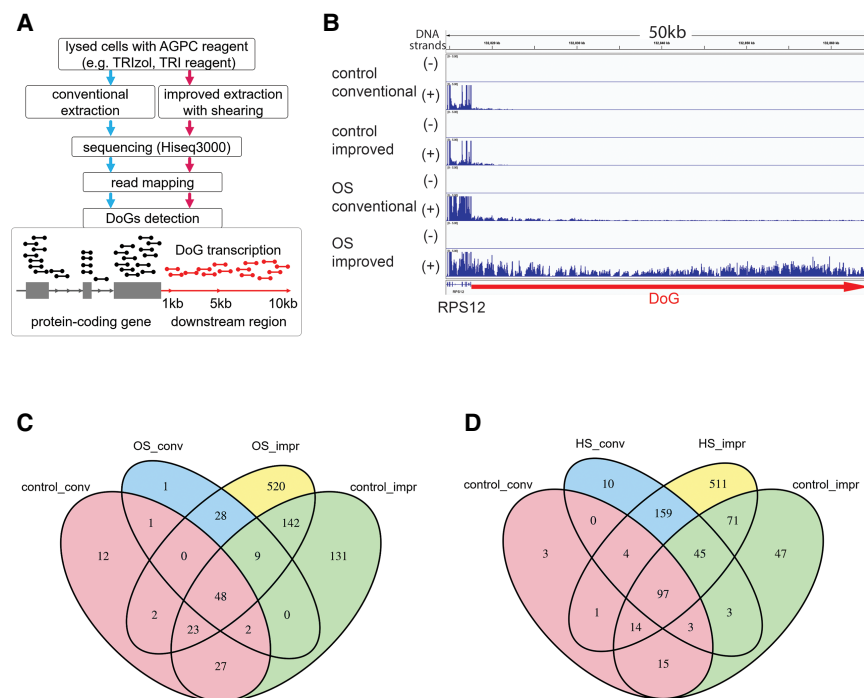 A
lysed cells with AGPC reagent
(e.g. TRIzol, TRI reagent)
conventional
extraction
improved extraction
with shearing
sequencing (Hiseq3000)
read mapping
DoGs detection
DoG transcription
1kb 5kb 10kb
protein-coding gene downstream region
B
DNA
strands
50kb
control
conventional
(-)
(+)
control
improved
(-)
(+)
OS
conventional
(-)
(+)
OS
improved
(-)
(+)
RPS12
RPS12
DoG
C
OS_conv OS_impr
control_conv control_impr
1 520
1 28 142
12 0 9 131
48
2 23 2 0
27
D
HS_conv HS_impr
control_conv control_impr
10 511
0 159 71
3 4 45 47
97
1 14 3 3
15